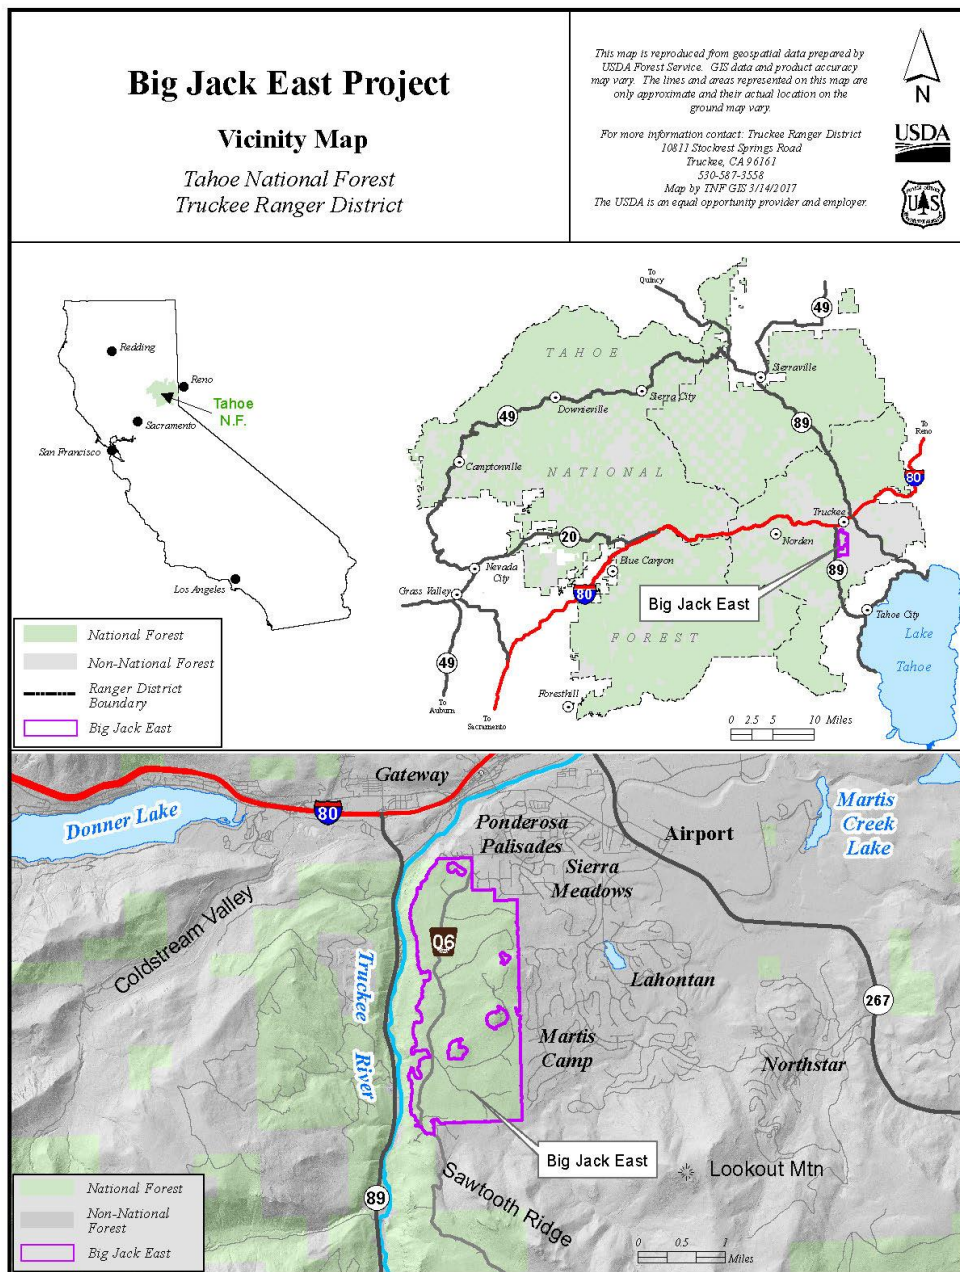 Big Jack East Project
Vicinity Map
Tahoe National Forest
Truckee Ranger District
This map is reproduced from geospatial data prepared by
USDA Forest Service. GIS data and product accuracy
may vary. The lines and areas represented on this map are
only approximate and their actual location on the
ground may vary.
For more information contact: Truckee Ranger District
10811 Stockrest Springs Road
Truckee, CA 96161
530-587-3558
Map by TNF GIS 3/14/2017
The USDA is an equal opportunity provider and employer.
N
USDA
U S
Redding
Reno
Tahoe
N.F.
Sacramento
San Francisco
Los Angeles
National Forest
Non-National Forest
Ranger District
Boundary
Big Jack East
To
Quincy
49
TAHOE
Sierraville
Sierra City
Downieville
49
89
To
Reno
Camptonville
NATIONAL
80
Truckee
20
Norden
Nevada
City
Blue Canyon
89
Grass Valley
80
Big Jack East
Tahoe City
FOREST
Lake
Tahoe
49
Foresthill
To
Auburn
To
Sacramento
0 2.5 5 10 Miles
Gateway
Donner Lake
80
Ponderosa
Palisades
Airport
Martis
Creek
Lake
Sierra
Meadows
Coldstream Valley
06
Truckee
River
Lahontan
267
Martis
Camp
Northstar
Big Jack East
Lookout Mtn
Sawtooth Ridge
89
National Forest
Non-National
Forest
Big Jack East
0 0.5 1
Miles